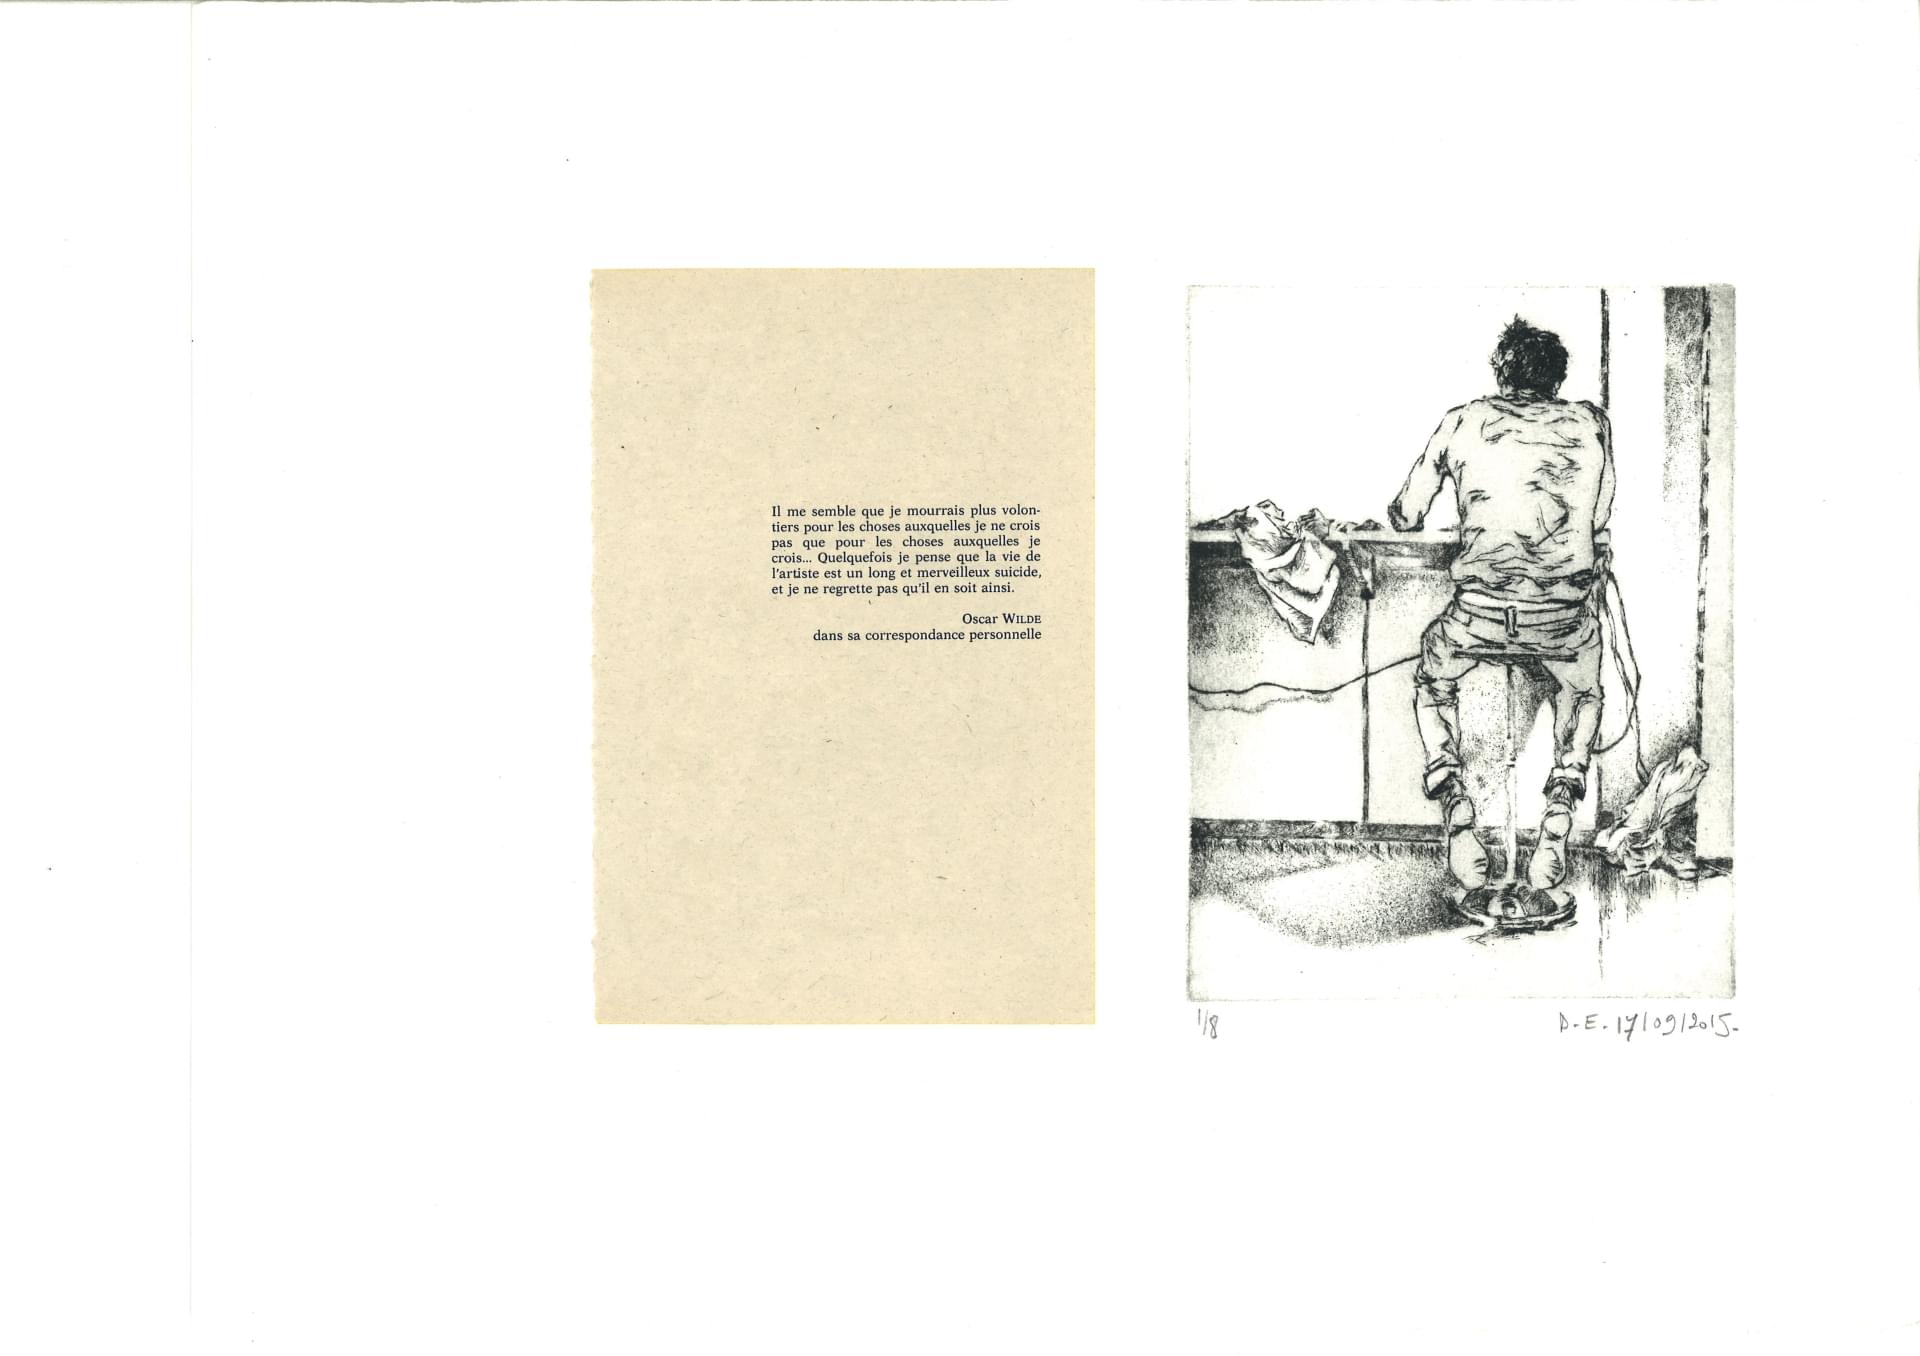 Il me semble que je mourrais plus volon-
tiers pour les choses auxquelles je ne crois
pas que pour les choses auxquelles je
crois... Quelquefois je pense que la vie de
l'artiste est un long et merveilleux suicide,
et je ne regrette pas qu'il en soit ainsi.
Oscar WILDE
dans sa correspondance personnelle
1/8
D.E. 17/09/2015.